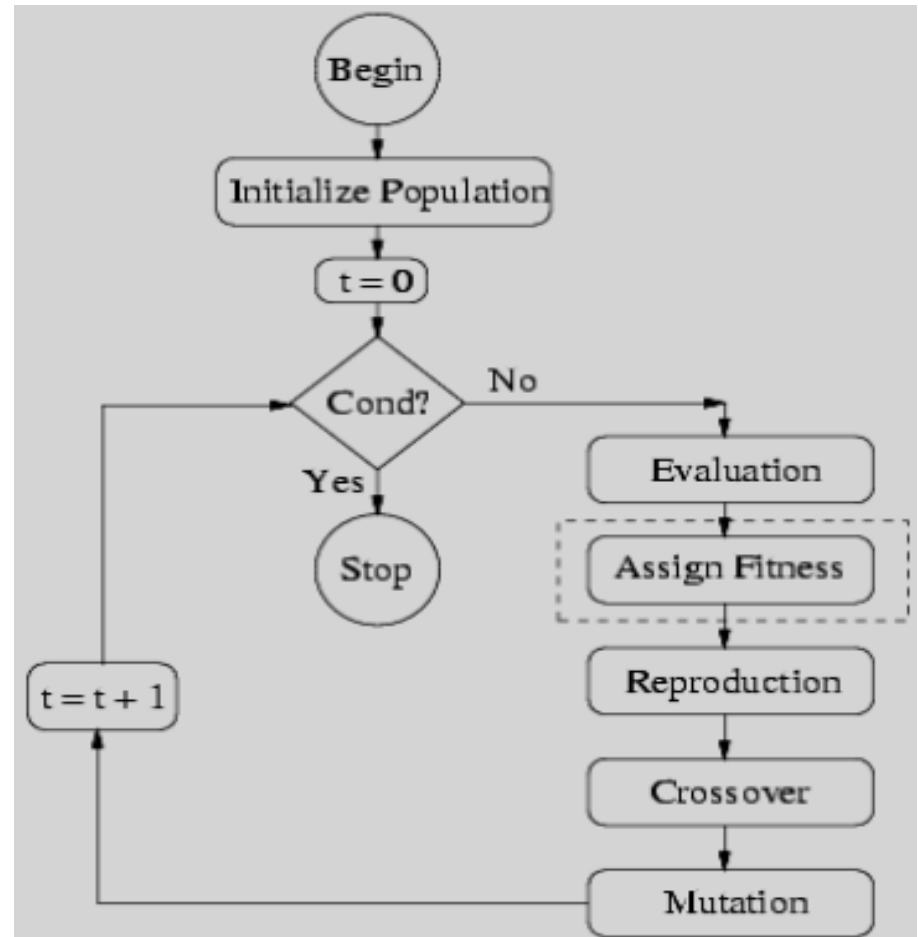 Begin
Initialize Population
t = 0
Cond?
No
Yes
Stop
Evaluation
Assign Fitness
Reproduction
Crossover
Mutation
t = t + 1